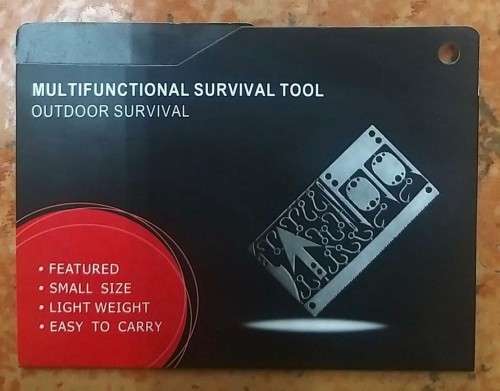 MULTIFUNCTIONAL SURVIVAL TOOL
OUTDOOR SURVIVAL
• FEATURED
• SMALL SIZE
• LIGHT WEIGHT
• EASY TO CARRY